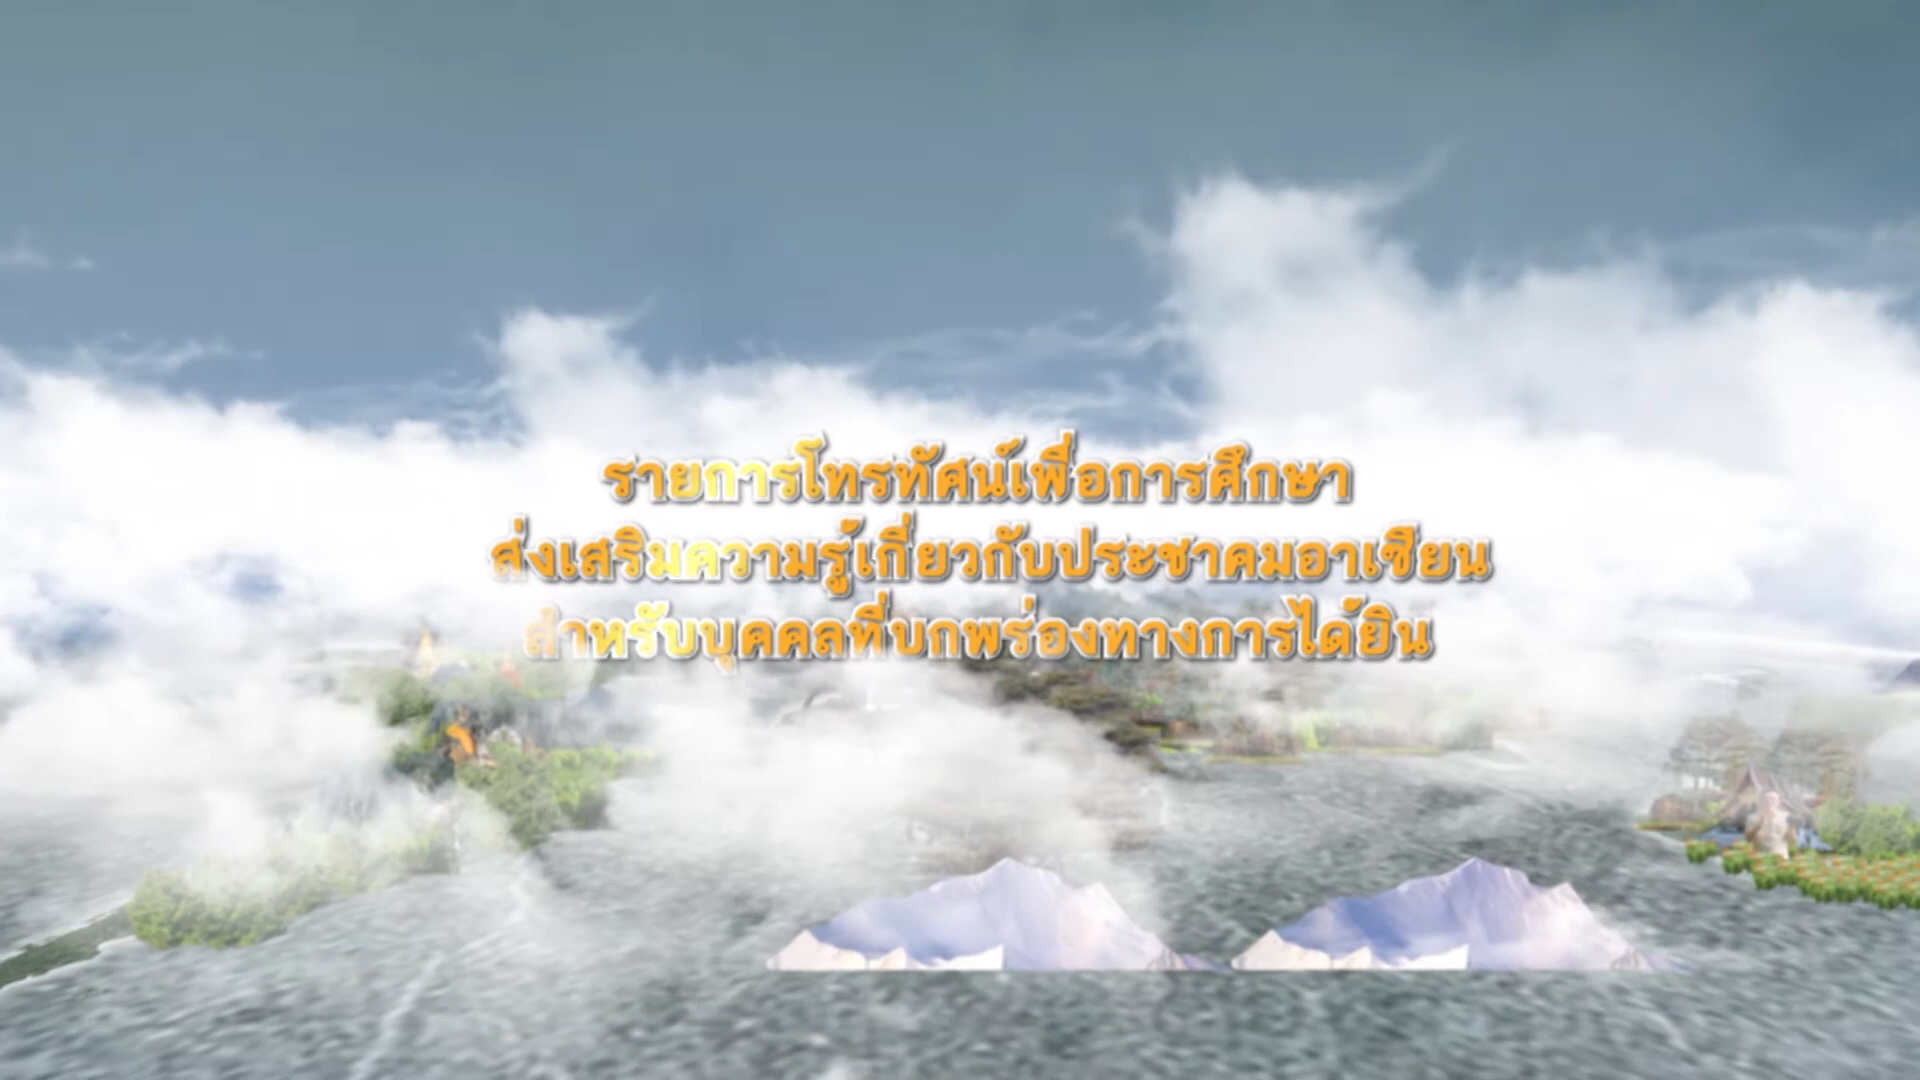 รายการโทรทัศน์เพื่อการศึกษา
ส่งเสริมความรู้เกี่ยวกับประชาคมอาเซียน
สำหรับบุคคลที่บกพร่องทางการได้ยิน